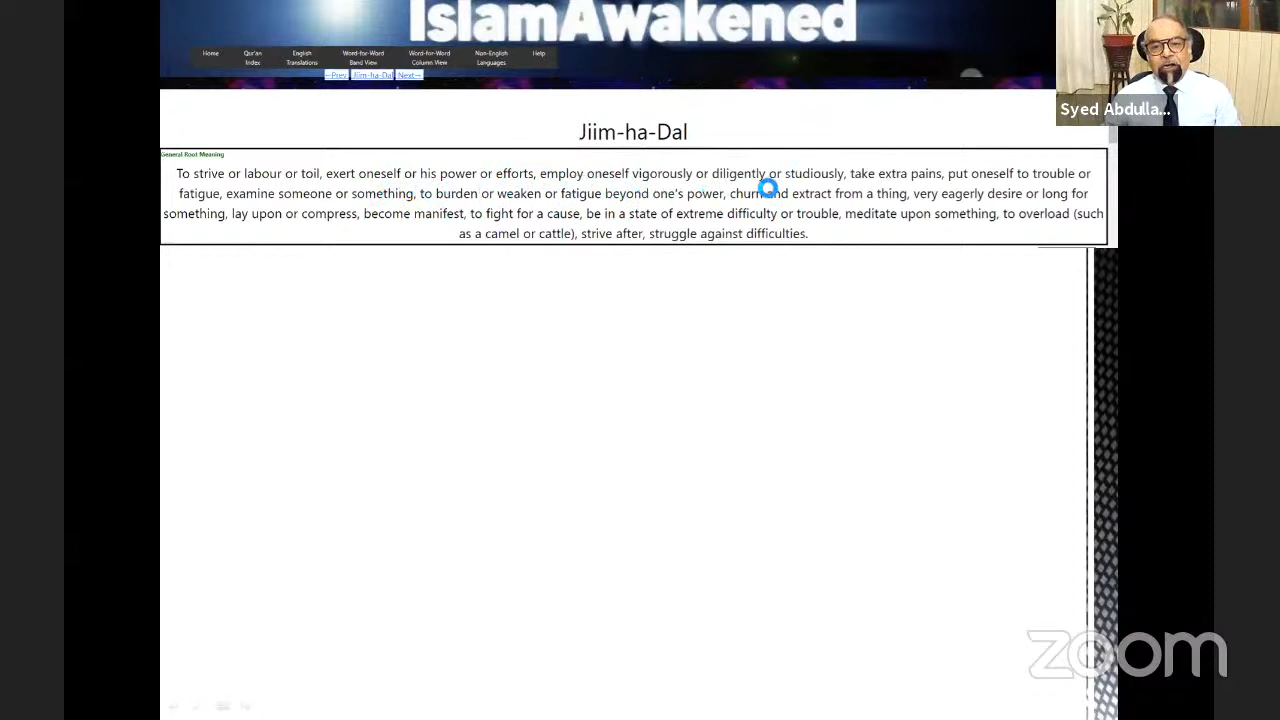 IslamAwakened
Home Qur'an Index English Translations Word-for-Word Band View Word-for-Word Column View Non-English Languages Help
←Prev Jiim-ha-Dal Next→
Syed Abdulla...
Jiim-ha-Dal
General Root Meaning
To strive or labour or toil, exert oneself or his power or efforts, employ oneself vigorously or diligently or studiously, take extra pains, put oneself to trouble or
fatigue, examine someone or something, to burden or weaken or fatigue beyond one's power, churn and extract from a thing, very eagerly desire or long for
something, lay upon or compress, become manifest, to fight for a cause, be in a state of extreme difficulty or trouble, meditate upon something, to overload (such
as a camel or cattle), strive after, struggle against difficulties.
zoom